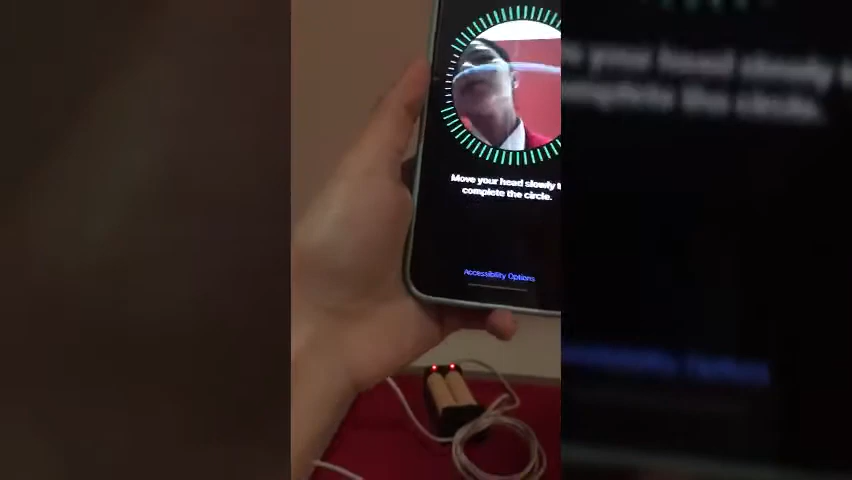 Move your head slowly t
complete the circle.
Accessibility Options